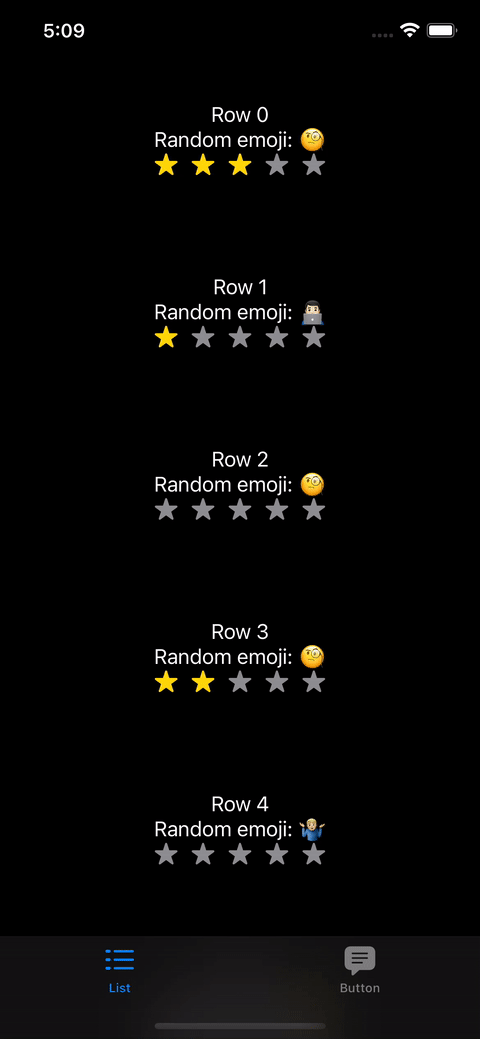 5:09
Row 0
Random emoji: 🧐
Row 1
Random emoji: 👨🏻‍💻
Row 2
Random emoji: 🧐
Row 3
Random emoji: 🧐
Row 4
Random emoji: 🤷🏼‍♂️
List
Button